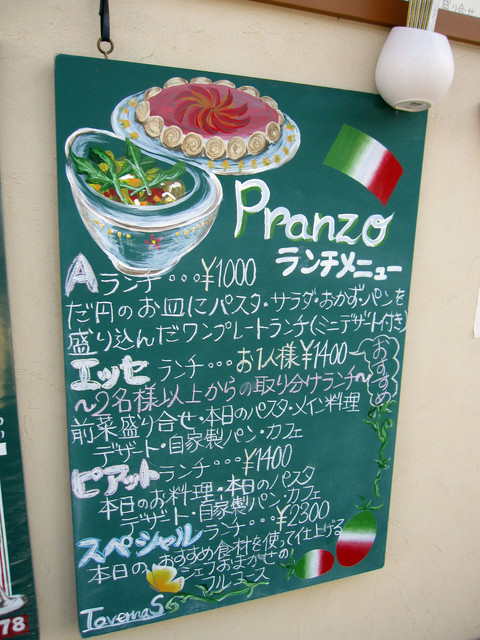 Pranzo
ランチメニュー
Aランチ・・・¥1000
だ円のお皿にパスタ・サラダ・おかず・パンを
盛り込んだワンプレートランチ(ミニデザート付き)
エッセランチ・・・お1人様¥1400
おすすめ
〜2名様以上からの取り分けランチ〜
前菜盛り合せ・本日のパスタ・メイン料理
デザート・自家製パン・カフェ
ピアットランチ・・・¥1400
本日のお料理・本日のパスタ
デザート・自家製パン・カフェ
スペシャルランチ・・・¥2300
本日のおすすめ食材を使って仕上げる
シェフおまかせの
フルコース
Taverna S
78